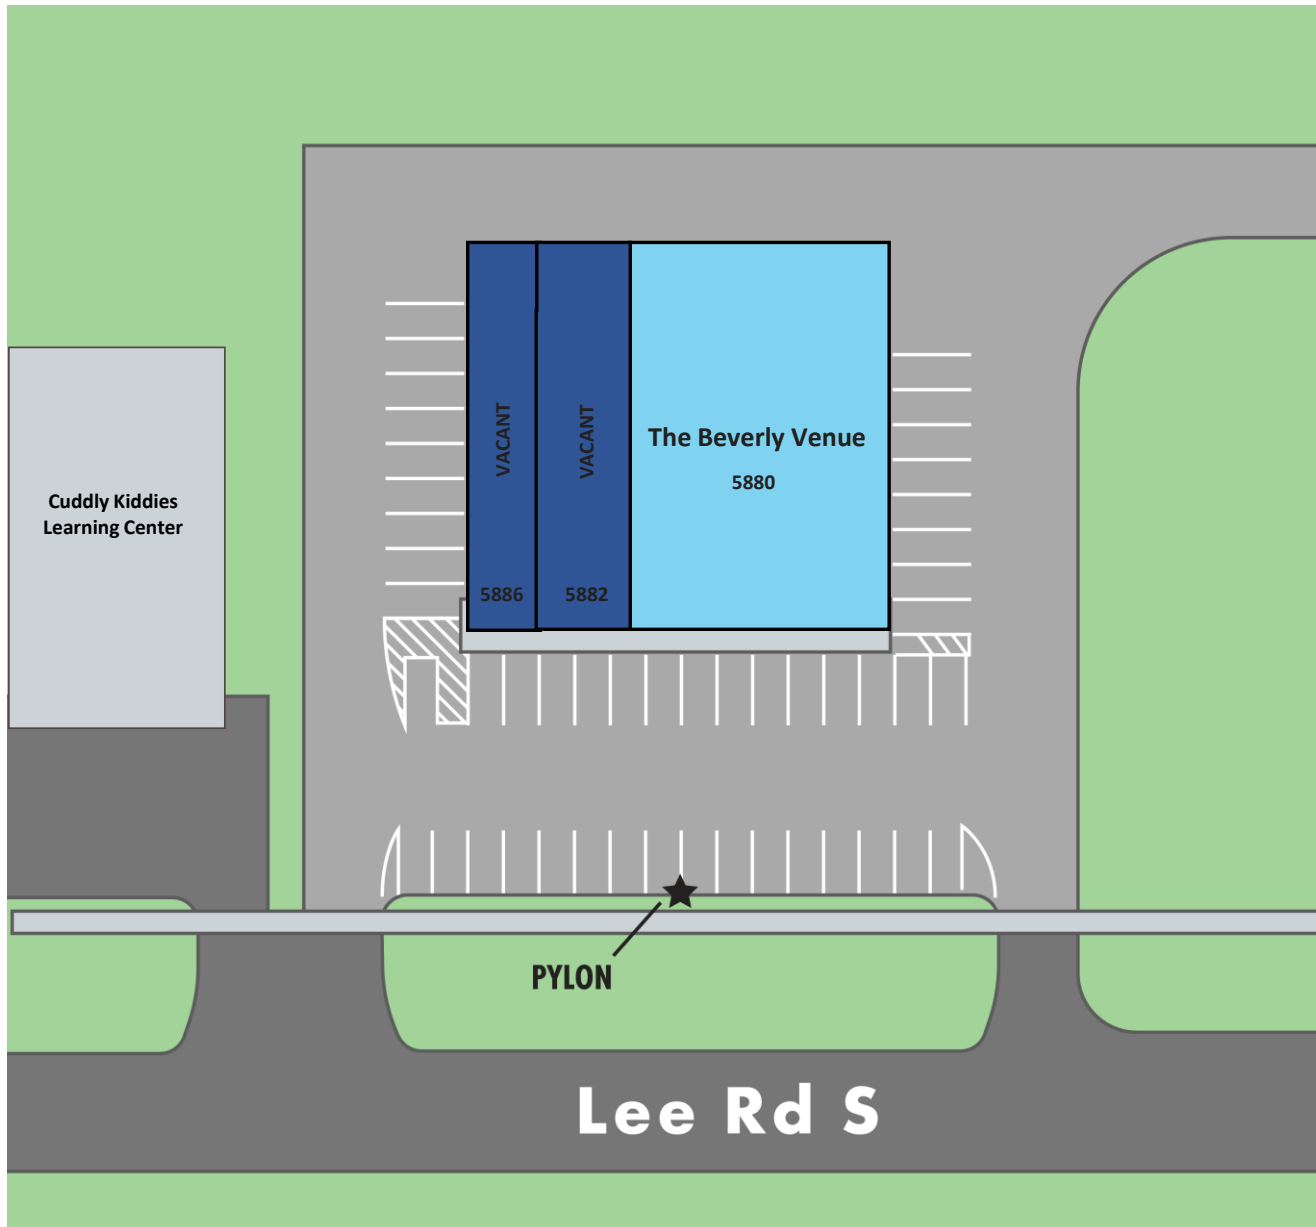 VACANT
VACANT
The Beverly Venue
5880
Cuddly Kiddies
Learning Center
5886
5882
PYLON
Lee Rd S